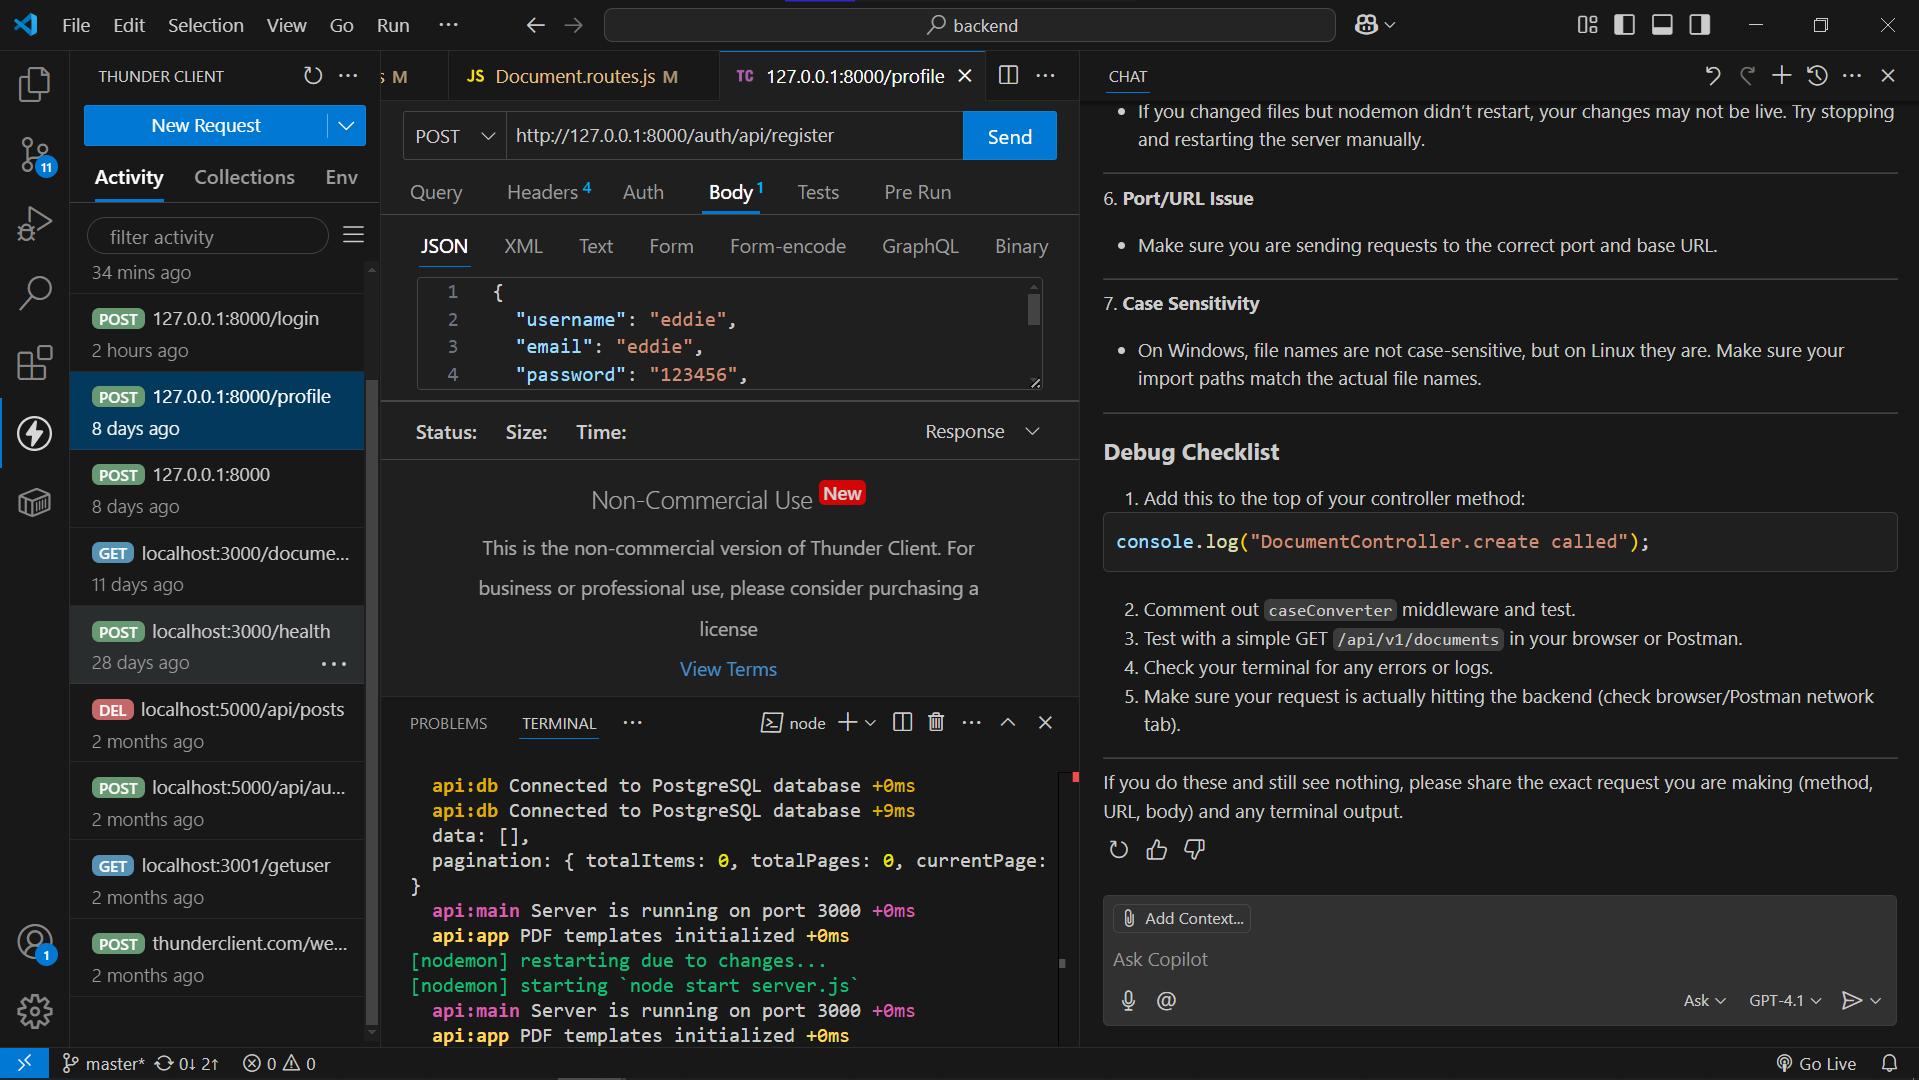 File Edit Selection View Go Run ···
backend
THUNDER CLIENT
New Request
Activity Collections Env
filter activity
34 mins ago
POST 127.0.0.1:8000/login
2 hours ago
POST 127.0.0.1:8000/profile
8 days ago
POST 127.0.0.1:8000
8 days ago
GET localhost:3000/docume...
11 days ago
POST localhost:3000/health
28 days ago
DEL localhost:5000/api/posts
2 months ago
POST localhost:5000/api/au...
2 months ago
GET localhost:3001/getuser
2 months ago
POST thunderclient.com/we...
2 months ago
11
1
s M
JS Document.routes.js M
TC 127.0.0.1:8000/profile
POST http://127.0.0.1:8000/auth/api/register Send
Query Headers 4 Auth Body 1 Tests Pre Run
JSON XML Text Form Form-encode GraphQL Binary
1 {
2 "username": "eddie",
3 "email": "eddie",
4 "password": "123456",
Status: Size: Time: Response
Non-Commercial Use New
This is the non-commercial version of Thunder Client. For
business or professional use, please consider purchasing a
license
View Terms
PROBLEMS TERMINAL ··· node
api:db Connected to PostgreSQL database +0ms
api:db Connected to PostgreSQL database +9ms
data: [],
pagination: { totalItems: 0, totalPages: 0, currentPage:
}
api:main Server is running on port 3000 +0ms
api:app PDF templates initialized +0ms
[nodemon] restarting due to changes...
[nodemon] starting `node start server.js`
api:main Server is running on port 3000 +0ms
api:app PDF templates initialized +0ms
CHAT
• If you changed files but nodemon didn’t restart, your changes may not be live. Try stopping
and restarting the server manually.
6. Port/URL Issue
• Make sure you are sending requests to the correct port and base URL.
7. Case Sensitivity
• On Windows, file names are not case-sensitive, but on Linux they are. Make sure your
import paths match the actual file names.
Debug Checklist
1. Add this to the top of your controller method:
console.log("DocumentController.create called");
2. Comment out caseConverter middleware and test.
3. Test with a simple GET /api/v1/documents in your browser or Postman.
4. Check your terminal for any errors or logs.
5. Make sure your request is actually hitting the backend (check browser/Postman network
tab).
If you do these and still see nothing, please share the exact request you are making (method,
URL, body) and any terminal output.
Add Context...
Ask Copilot
@ Ask GPT-4.1
master* 0↓ 2↑ 0 0 Go Live